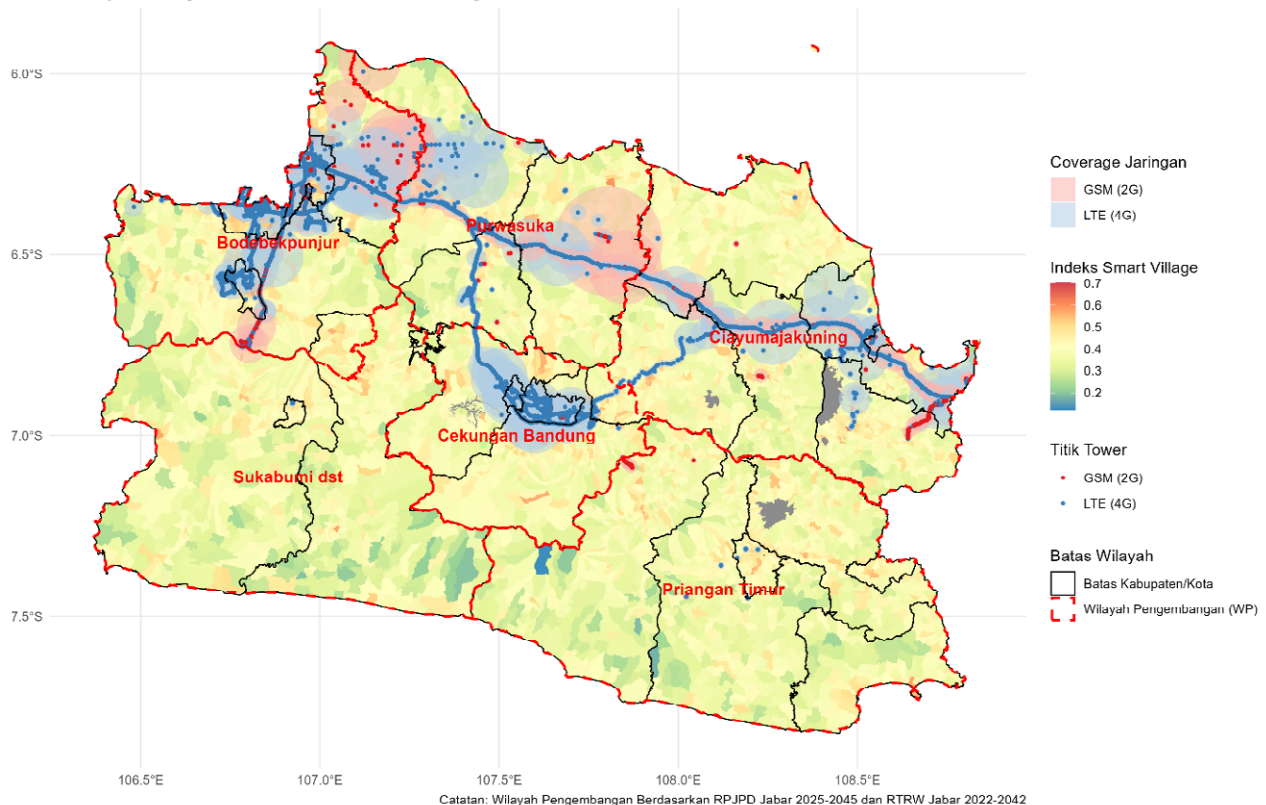 6.0°S
6.5°S
7.0°S
7.5°S
106.5°E
107.0°E
107.5°E
108.0°E
108.5°E
Bodebekpunjur
Purwasuka
Ciayumajakuning
Cekungan Bandung
Sukabumi dst
Priangan Timur
Coverage Jaringan
GSM (2G)
LTE (4G)
Indeks Smart Village
0.7
0.6
0.5
0.4
0.3
0.2
Titik Tower
GSM (2G)
LTE (4G)
Batas Wilayah
Batas Kabupaten/Kota
Wilayah Pengembangan (WP)
Catatan: Wilayah Pengembangan Berdasarkan RPJPD Jabar 2025-2045 dan RTRW Jabar 2022-2042